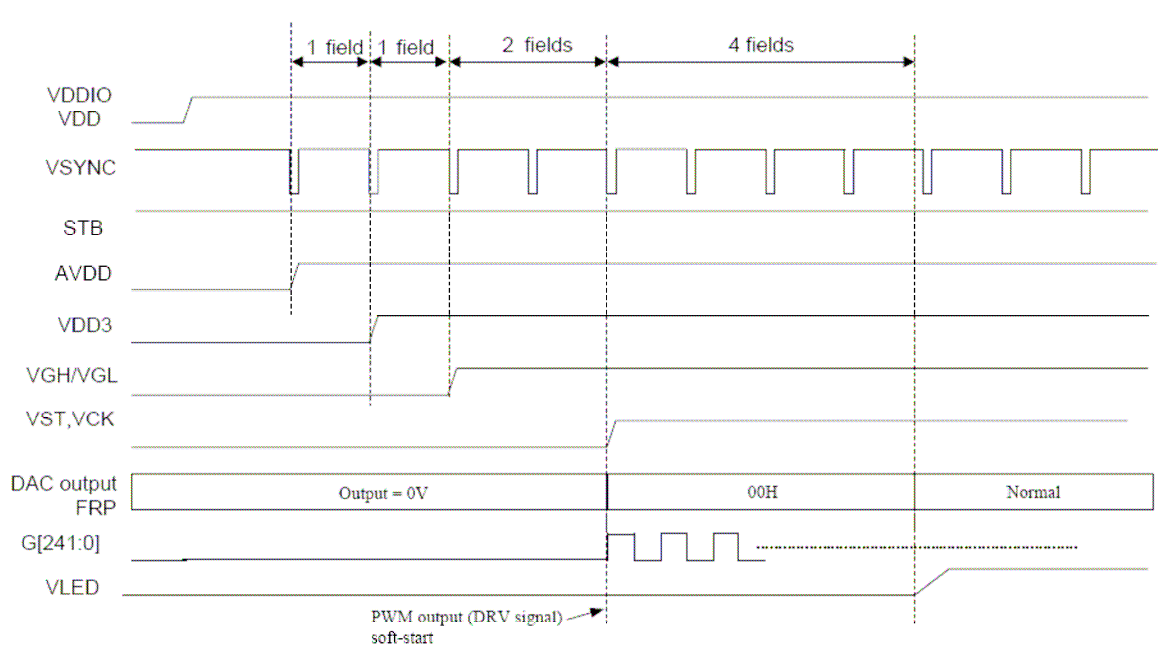 1 field 1 field 2 fields 4 fields
VDDIO
VDD
VSYNC
STB
AVDD
VDD3
VGH/VGL
VST,VCK
DAC output
FRP
Output = 0V 00H Normal
G[241:0]
VLED
PWM output (DRV signal)
soft-start